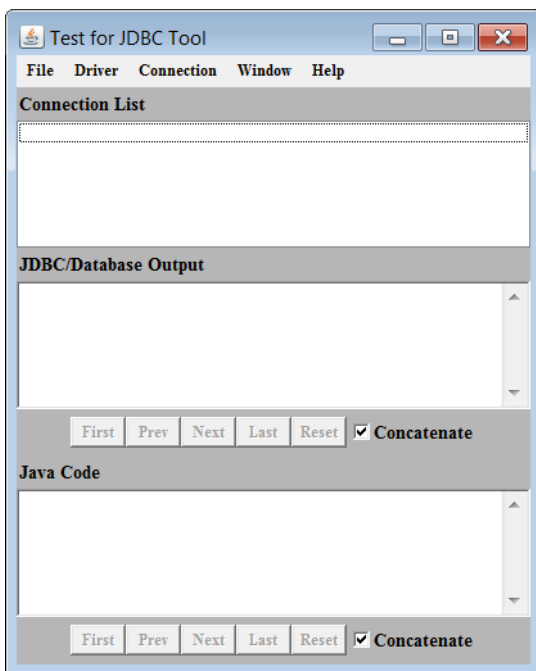 Test for JDBC Tool
File Driver Connection Window Help
Connection List
JDBC/Database Output
First Prev Next Last Reset Concatenate
Java Code
First Prev Next Last Reset Concatenate